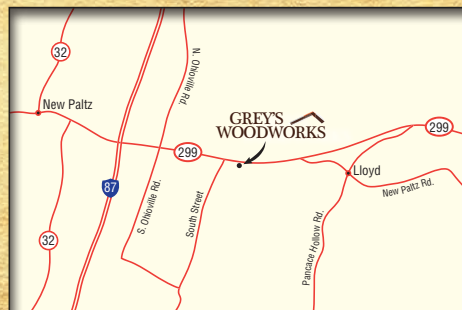 32
New Paltz
N. Ohioville Rd.
GREY'S
WOODWORKS
299
299
Lloyd
87
S. Ohioville Rd.
South Street
New Paltz Rd.
Pancace Hollow Rd.
32